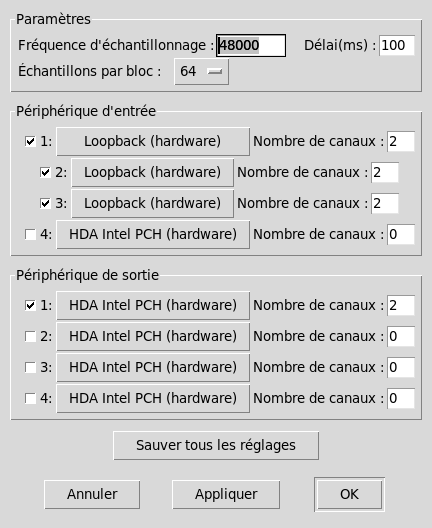 Paramètres
Fréquence d'échantillonnage : 48000 Délai(ms) : 100
Échantillons par bloc : 64
Périphérique d'entrée
1: Loopback (hardware) Nombre de canaux : 2
2: Loopback (hardware) Nombre de canaux : 2
3: Loopback (hardware) Nombre de canaux : 2
4: HDA Intel PCH (hardware) Nombre de canaux : 0
Périphérique de sortie
1: HDA Intel PCH (hardware) Nombre de canaux : 2
2: HDA Intel PCH (hardware) Nombre de canaux : 0
3: HDA Intel PCH (hardware) Nombre de canaux : 0
4: HDA Intel PCH (hardware) Nombre de canaux : 0
Sauver tous les réglages
Annuler Appliquer OK